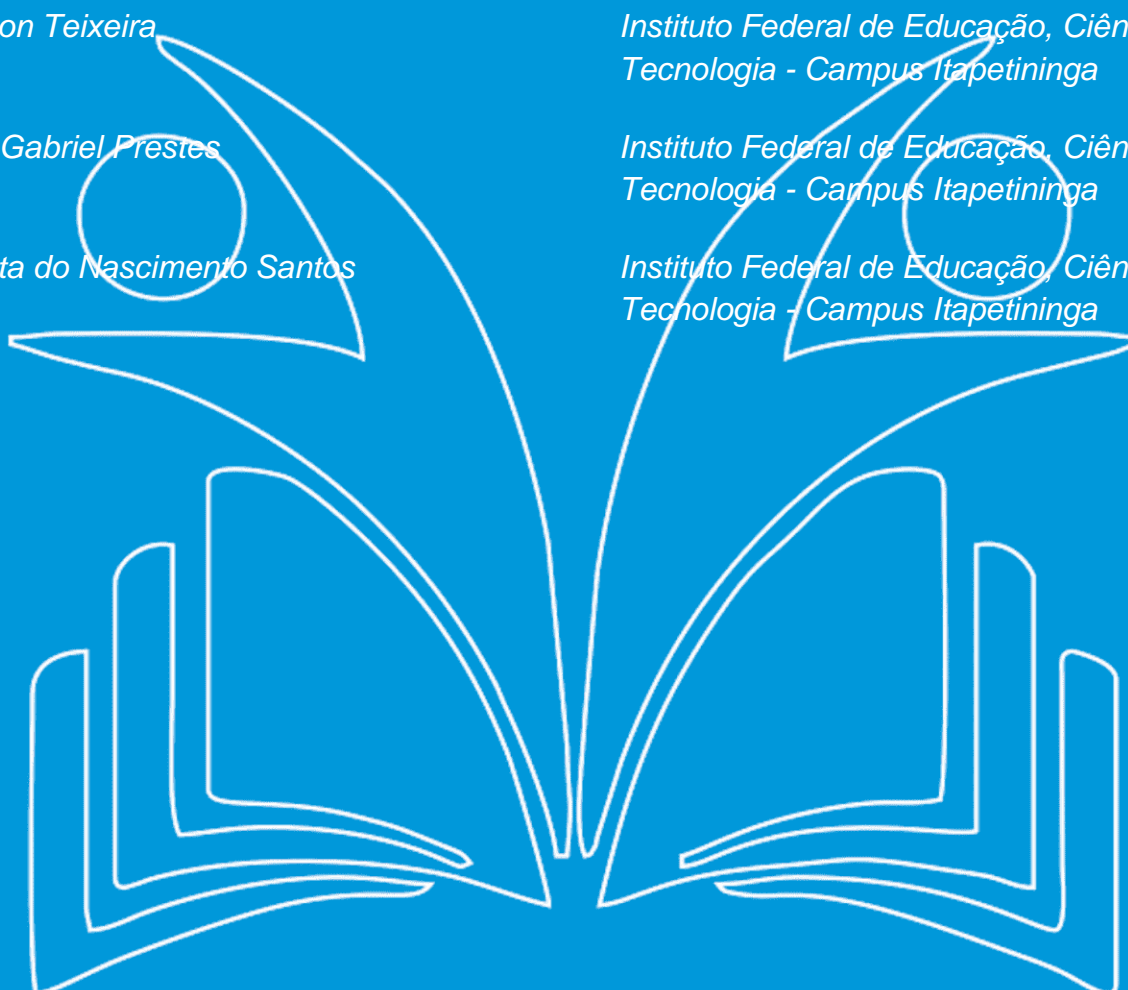 on Teixeira
Instituto Federal de Educação, Ciên
Tecnologia - Campus Itapetininga
Gabriel Prestes
Instituto Federal de Educação, Ciên
Tecnologia - Campus Itapetininga
ta do Nascimento Santos
Instituto Federal de Educação, Ciên
Tecnologia - Campus Itapetininga